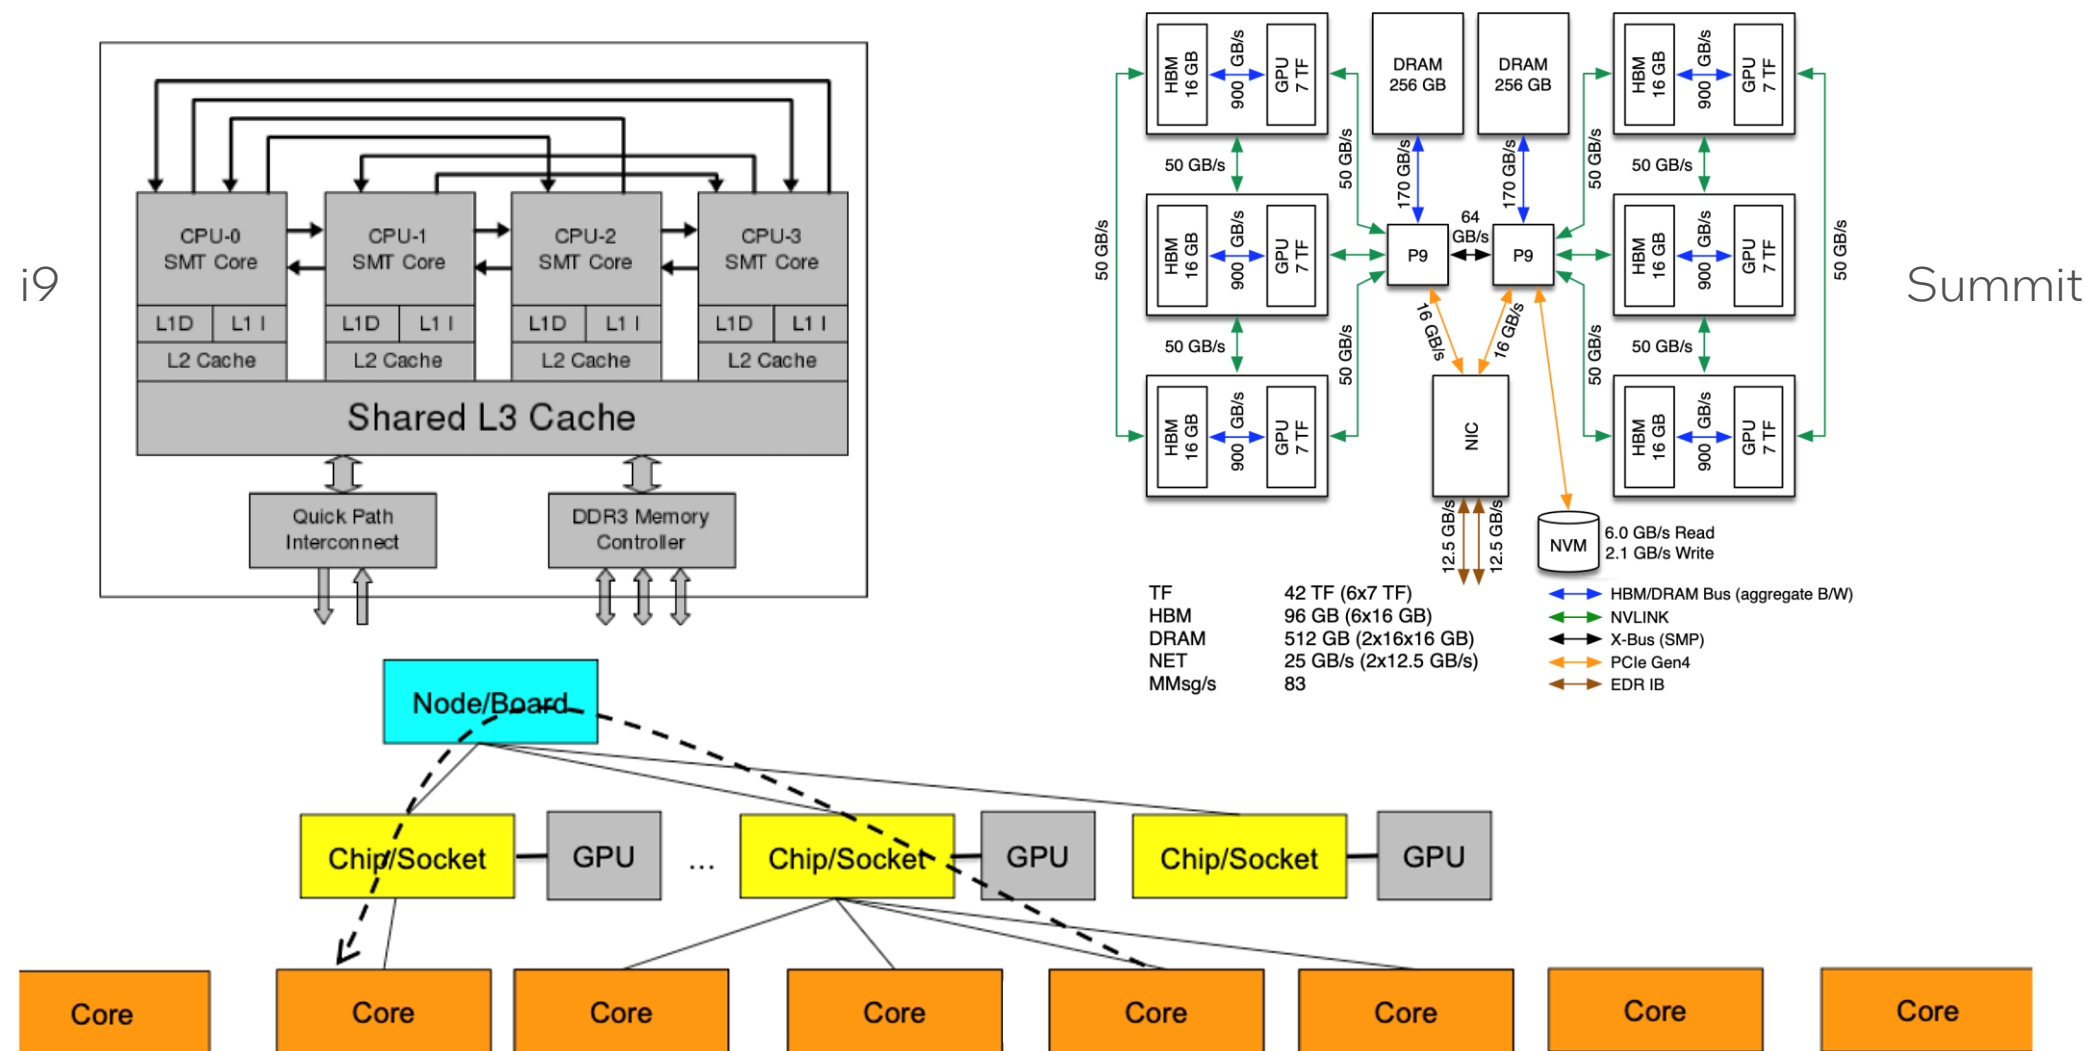 i9
CPU-0
SMT Core
CPU-1
SMT Core
CPU-2
SMT Core
CPU-3
SMT Core
L1D
L1 I
L1D
L1 I
L1D
L1 I
L1D
L1 I
L2 Cache
L2 Cache
L2 Cache
L2 Cache
Shared L3 Cache
Quick Path
Interconnect
DDR3 Memory
Controller
Summit
HBM
16 GB
900 GB/s
GPU
7 TF
DRAM
256 GB
DRAM
256 GB
HBM
16 GB
900 GB/s
GPU
7 TF
50 GB/s
50 GB/s
170 GB/s
170 GB/s
50 GB/s
50 GB/s
50 GB/s
HBM
16 GB
900 GB/s
GPU
7 TF
P9
64
GB/s
P9
HBM
16 GB
900 GB/s
GPU
7 TF
50 GB/s
50 GB/s
50 GB/s
16 GB/s
16 GB/s
50 GB/s
50 GB/s
HBM
16 GB
900 GB/s
GPU
7 TF
NIC
HBM
16 GB
900 GB/s
GPU
7 TF
12.5 GB/s
12.5 GB/s
NVM
6.0 GB/s Read
2.1 GB/s Write
TF 42 TF (6x7 TF)
HBM 96 GB (6x16 GB)
DRAM 512 GB (2x16x16 GB)
NET 25 GB/s (2x12.5 GB/s)
MMsg/s 83
HBM/DRAM Bus (aggregate B/W)
NVLINK
X-Bus (SMP)
PCIe Gen4
EDR IB
Node/Board
Chip/Socket
GPU
...
Chip/Socket
GPU
Chip/Socket
GPU
Core
Core
Core
Core
Core
Core
Core
Core